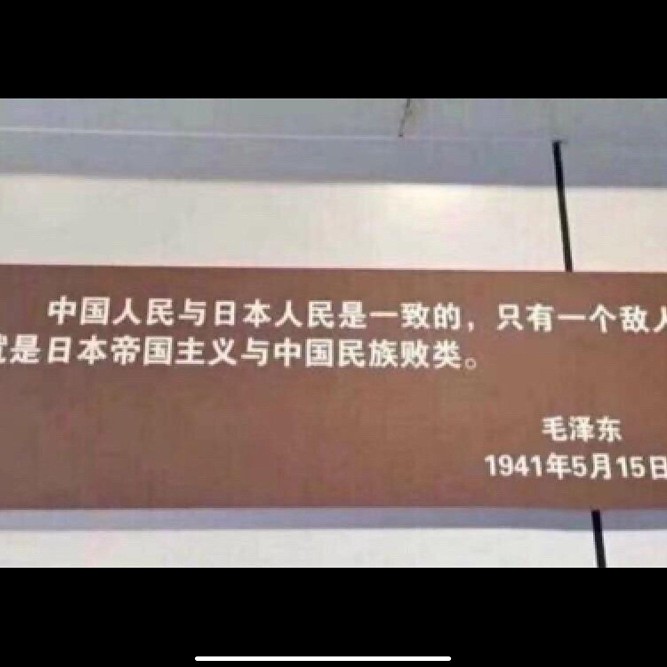 中国人民与日本人民是一致的，只有一个敌人
是日本帝国主义与中国民族败类。
毛泽东
1941年5月15日